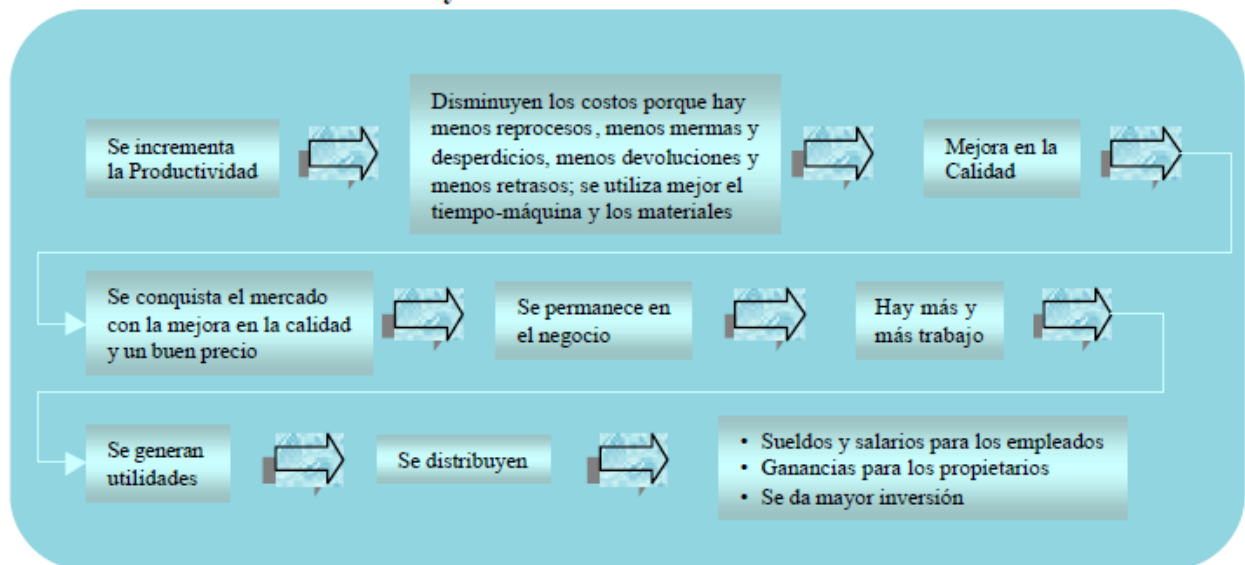 Se incrementa
la Productividad
Disminuyen los costos porque hay
menos reprocesos, menos mermas y
desperdicios, menos devoluciones y
menos retrasos; se utiliza mejor el
tiempo-máquina y los materiales
Mejora en la
Calidad
Se conquista el mercado
con la mejora en la calidad
y un buen precio
Se permanece en
el negocio
Hay más y
más trabajo
Se generan
utilidades
Se distribuyen
• Sueldos y salarios para los empleados
• Ganancias para los propietarios
• Se da mayor inversión